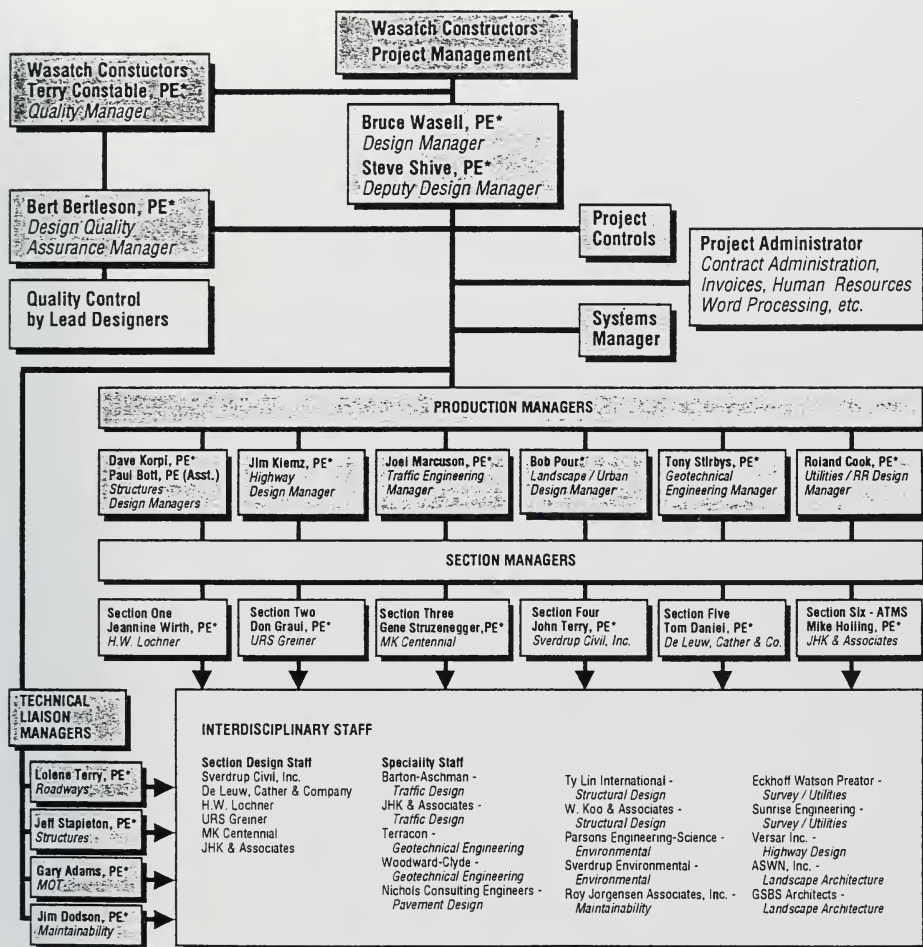 Wasatch Constructors
Project Management
Wasatch Constuctors
Terry Constable, PE*
Quality Manager
Bruce Wasell, PE*
Design Manager
Steve Shive, PE*
Deputy Design Manager
Bert Bertleson, PE*
Design Quality
Assurance Manager
Quality Control
by Lead Designers
Project
Controls
Project Administrator
Contract Administration,
Invoices, Human Resources
Word Processing, etc.
Systems
Manager
PRODUCTION MANAGERS
Dave Korpi, PE*
Paul Bott, PE (Asst.)
Structures
Design Managers
Jim Klemz, PE*
Highway
Design Manager
Joel Marcuson, PE*
Traffic Engineering
Manager
Bob Pour*
Landscape / Urban
Design Manager
Tony Stirbys, PE*
Geotechnical
Engineering Manager
Roland Cook, PE*
Utilities / RR Design
Manager
SECTION MANAGERS
Section One
Jeannine Wirth, PE*
H.W. Lochner
Section Two
Don Graul, PE*
URS Greiner
Section Three
Gene Struzenegger, PE*
MK Centennial
Section Four
John Terry, PE*
Sverdrup Civil, Inc.
Section Five
Tom Daniel, PE*
De Leuw, Cather & Co.
Section Six - ATMS
Mike Holling, PE*
JHK & Associates
TECHNICAL
LIAISON
MANAGERS
Lolene Terry, PE*
Roadways
Jeff Stapleton, PE*
Structures
Gary Adams, PE*
MOT
Jim Dodson, PE*
Maintainability
INTERDISCIPLINARY STAFF
Section Design Staff
Sverdrup Civil, Inc.
De Leuw, Cather & Company
H.W. Lochner
URS Greiner
MK Centennial
JHK & Associates
Speciality Staff
Barton-Aschman -
Traffic Design
JHK & Associates -
Traffic Design
Terracon -
Geotechnical Engineering
Woodward-Clyde -
Geotechnical Engineering
Nichols Consulting Engineers -
Pavement Design
Ty Lin International -
Structural Design
W. Koo & Associates -
Structural Design
Parsons Engineering-Science -
Environmental
Sverdrup Environmental -
Environmental
Roy Jorgensen Associates, Inc. -
Maintainability
Eckhoff Watson Preator -
Survey / Utilities
Sunrise Engineering -
Survey / Utilities
Versar Inc. -
Highway Design
ASWN, Inc. -
Landscape Architecture
GSBS Architects -
Landscape Architecture